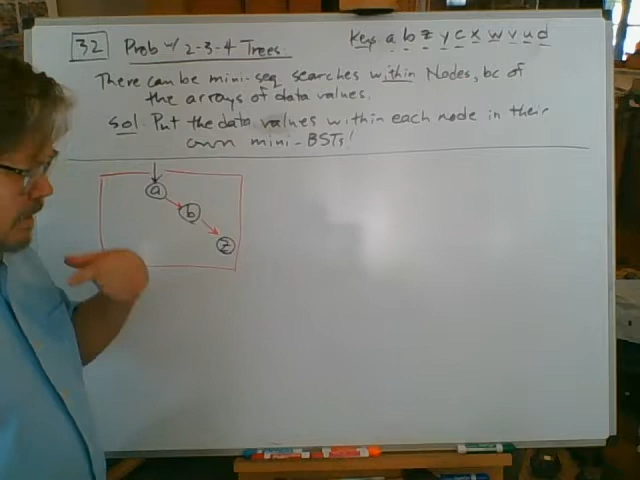 32 Prob w/ 2-3-4 Trees.
Keys a b z y c x w v u d
There can be mini-seq searches within Nodes, bc of
the arrays of data values.
Sol. Put the data values within each node in their
own mini-BSTs!
a
b
z